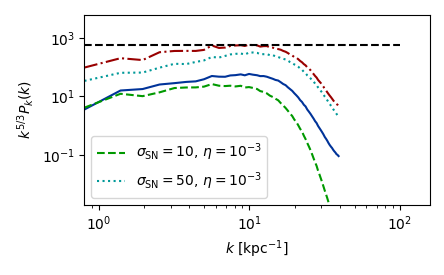 k^{5/3}P_k(k)
10³
10¹
10⁻¹
σ_SN = 10, η = 10⁻³
σ_SN = 50, η = 10⁻³
10⁰ 10¹ 10²
k [kpc⁻¹]